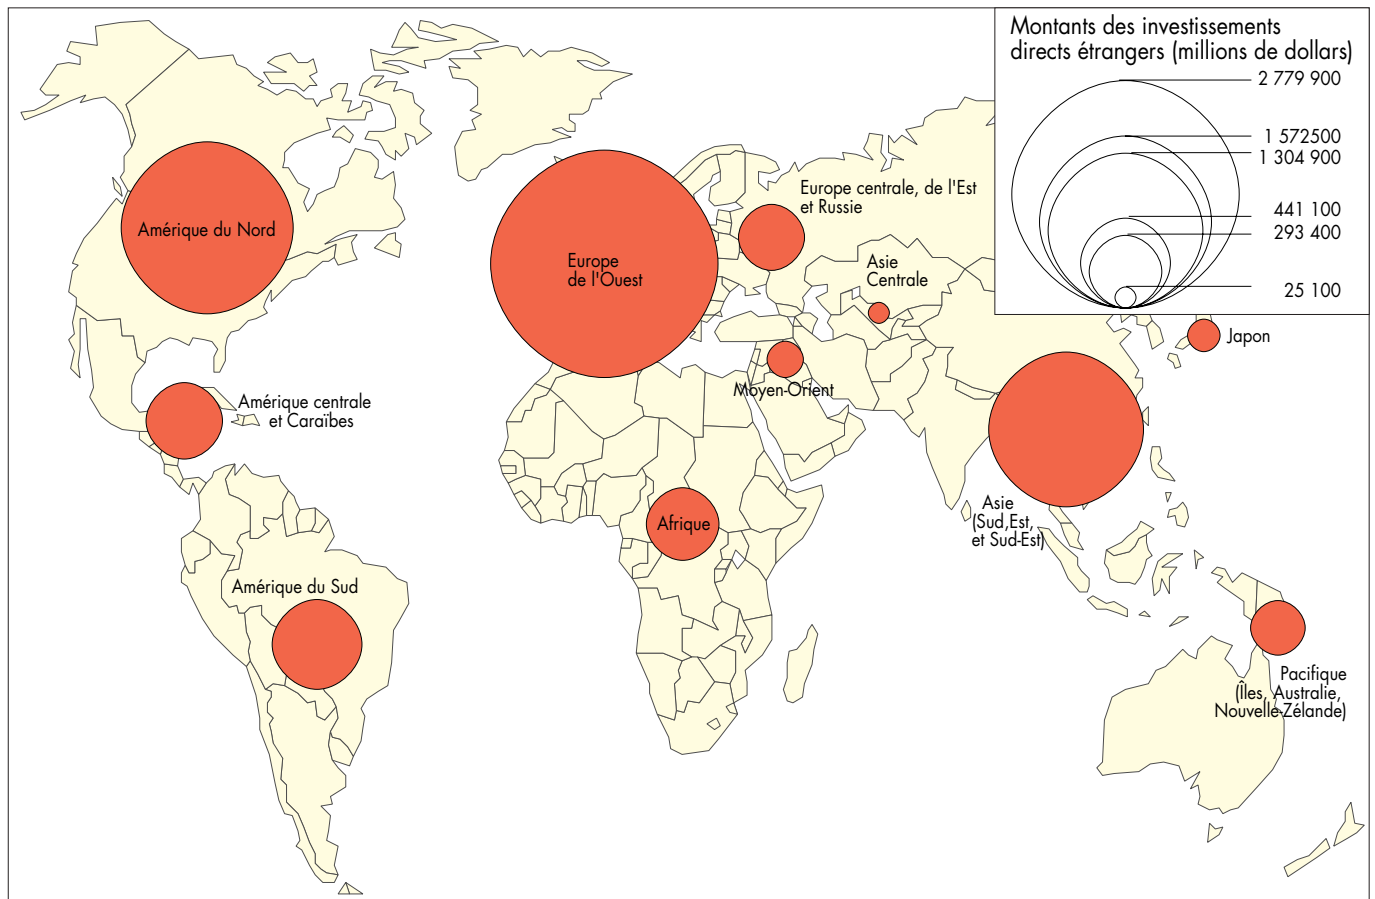 Montants des investissements
directs étrangers (millions de dollars)
2 779 900
1 572500
1 304 900
441 100
293 400
25 100
Amérique du Nord
Europe
de l'Ouest
Europe centrale, de l'Est
et Russie
Asie
Centrale
Japon
Moyen-Orient
Amérique centrale
et Caraïbes
Afrique
Asie
(Sud,Est,
et Sud-Est)
Amérique du Sud
Pacifique
(Îles, Australie,
Nouvelle-Zélande)